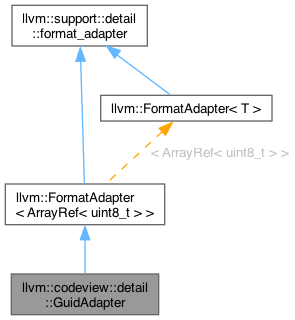 llvm::support::detail
::format_adapter
llvm::FormatAdapter< T >
< ArrayRef< uint8_t > >
llvm::FormatAdapter
< ArrayRef< uint8_t > >
llvm::codeview::detail
::GuidAdapter